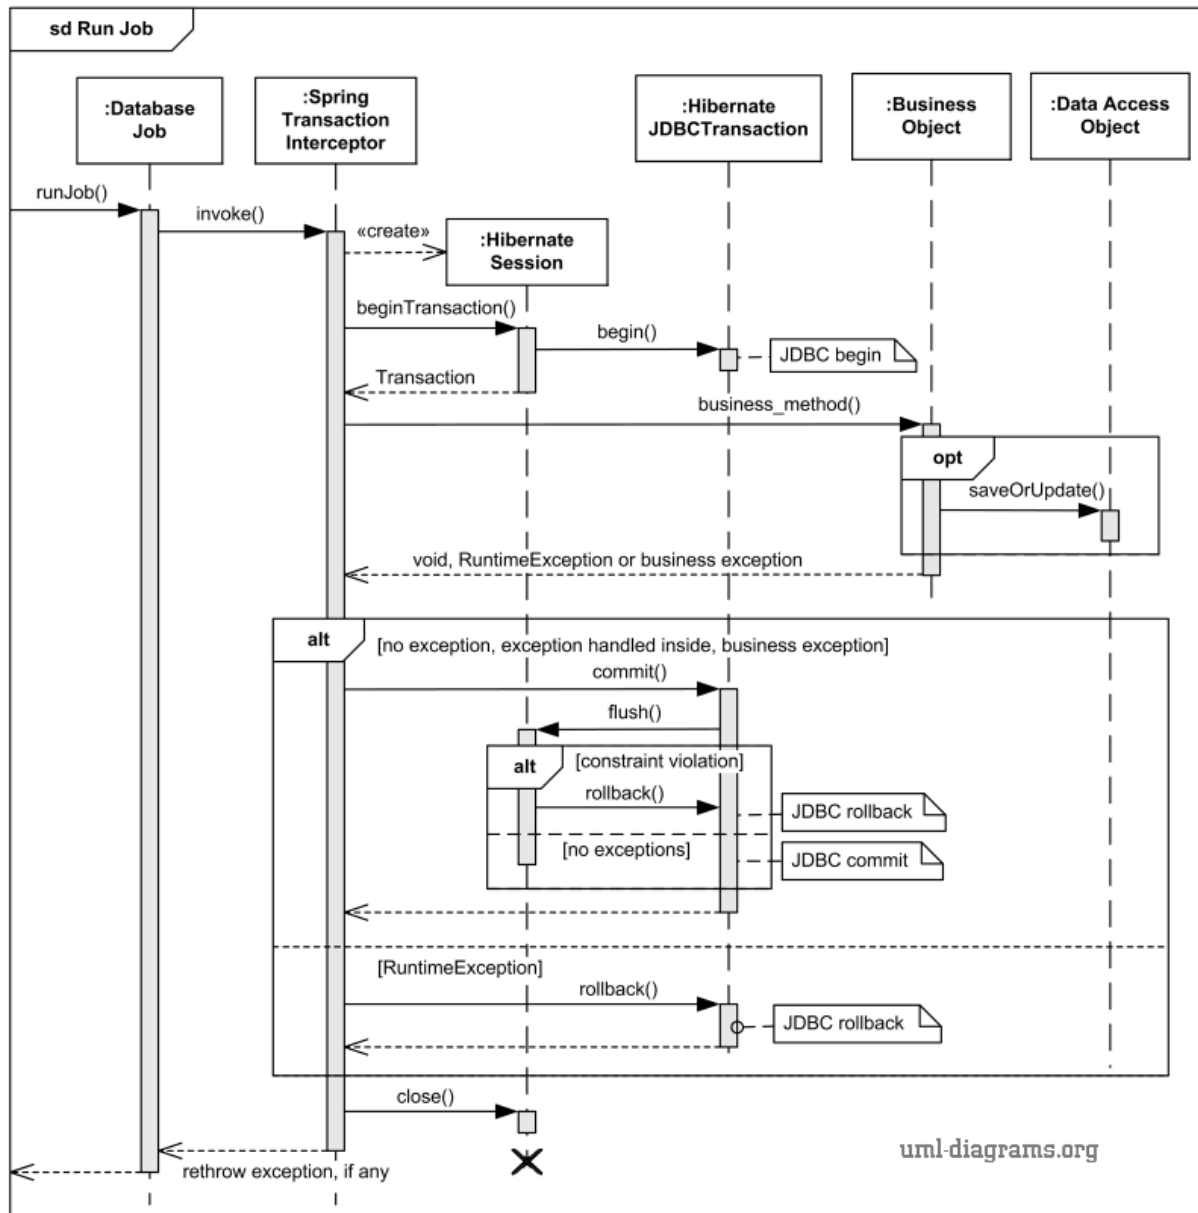 sd Run Job
:Database
Job
:Spring
Transaction
Interceptor
:Hibernate
JDBCTransaction
:Business
Object
:Data Access
Object
runJob()
invoke()
«create»
:Hibernate
Session
beginTransaction()
begin()
JDBC begin
Transaction
business_method()
opt
saveOrUpdate()
void, RuntimeException or business exception
alt
[no exception, exception handled inside, business exception]
commit()
flush()
alt
[constraint violation]
rollback()
JDBC rollback
[no exceptions]
JDBC commit
[RuntimeException]
rollback()
JDBC rollback
close()
uml-diagrams.org
rethrow exception, if any